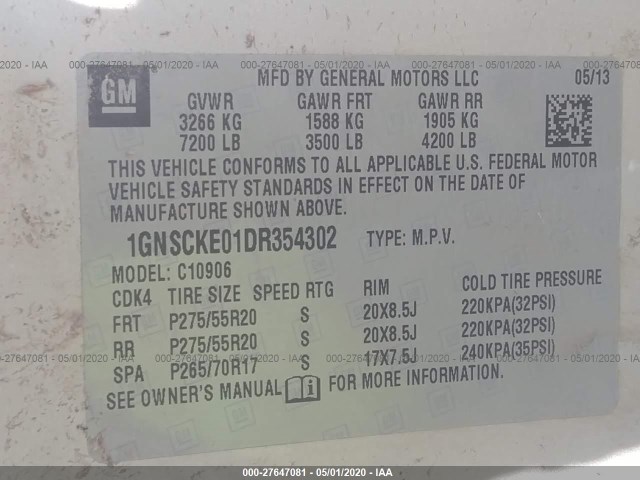 000-27647081 - 05/01/2020 - IAA
GM
MFD BY GENERAL MOTORS LLC 05/13
GVWR GAWR FRT GAWR RR
3266 KG 1588 KG 1905 KG
7200 LB 3500 LB 4200 LB
THIS VEHICLE CONFORMS TO ALL APPLICABLE U.S. FEDERAL MOTOR
VEHICLE SAFETY STANDARDS IN EFFECT ON THE DATE OF
MANUFACTURE SHOWN ABOVE.
1GNSCKE01DR354302 TYPE: M.P.V.
MODEL: C10906
CDK4 TIRE SIZE SPEED RTG RIM COLD TIRE PRESSURE
FRT P275/55R20 S 20X8.5J 220KPA(32PSI)
RR P275/55R20 S 20X8.5J 220KPA(32PSI)
SPA P265/70R17 S 17X7.5J 240KPA(35PSI)
SEE OWNER'S MANUAL FOR MORE INFORMATION.
000-27647081 - 05/01/2020 - IAA